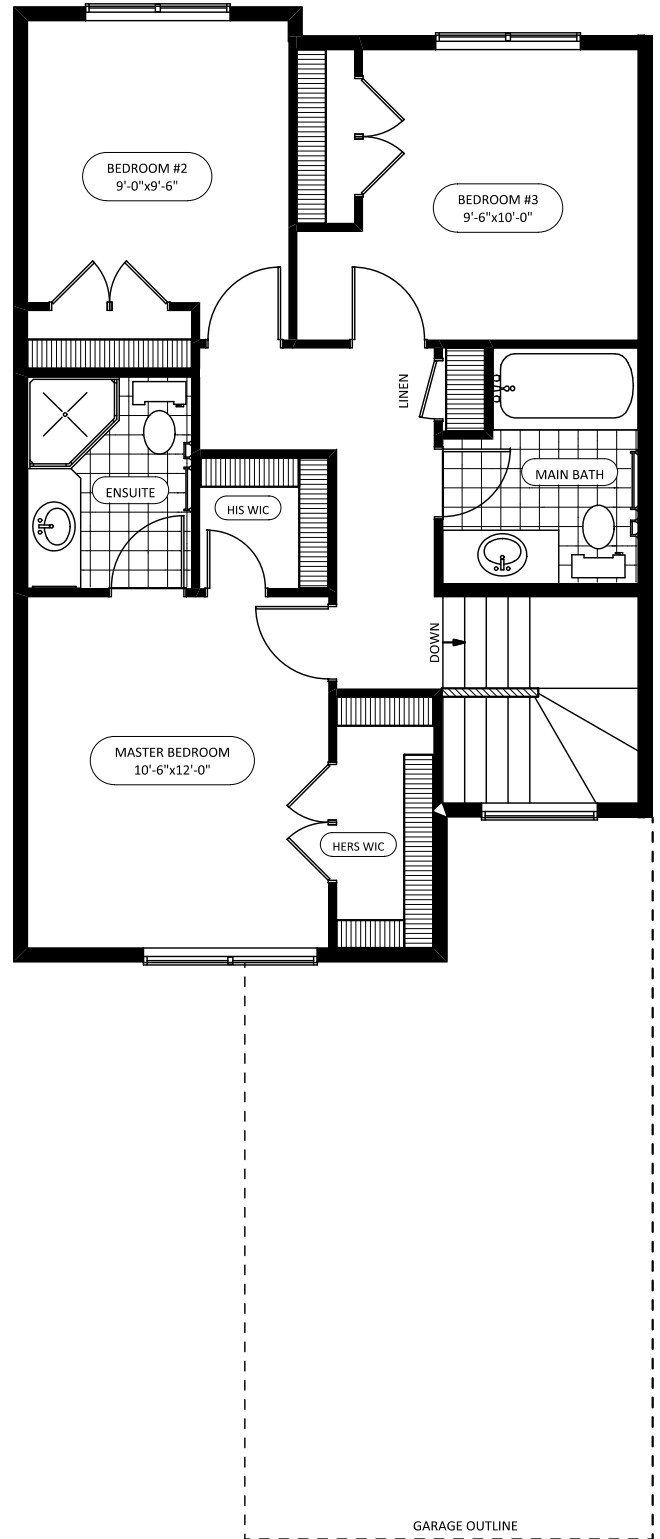 BEDROOM #2
9'-0"x9'-6"
BEDROOM #3
9'-6"x10'-0"
LINEN
MAIN BATH
ENSUITE
HIS WIC
DOWN
MASTER BEDROOM
10'-6"x12'-0"
HERS WIC
GARAGE OUTLINE